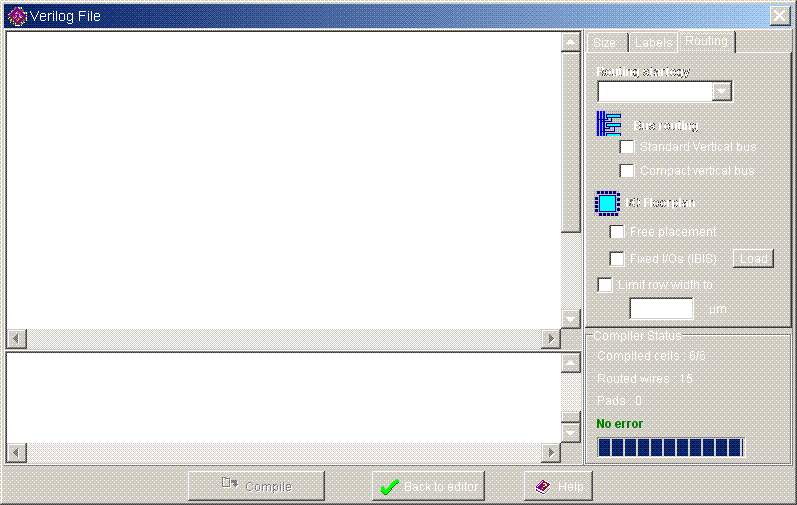 Verilog File
Size Labels Routing
Routing startegy
Bus routing
Standard Vertical bus
Compact vertical bus
I/O Floorplan
Free placement
Fixed I/Os (IBIS) Load
Limit row width to
µm
Compiler Status
Compiled cells : 6/6
Routed wires : 15
Pads : 0
No error
Compile Back to editor Help